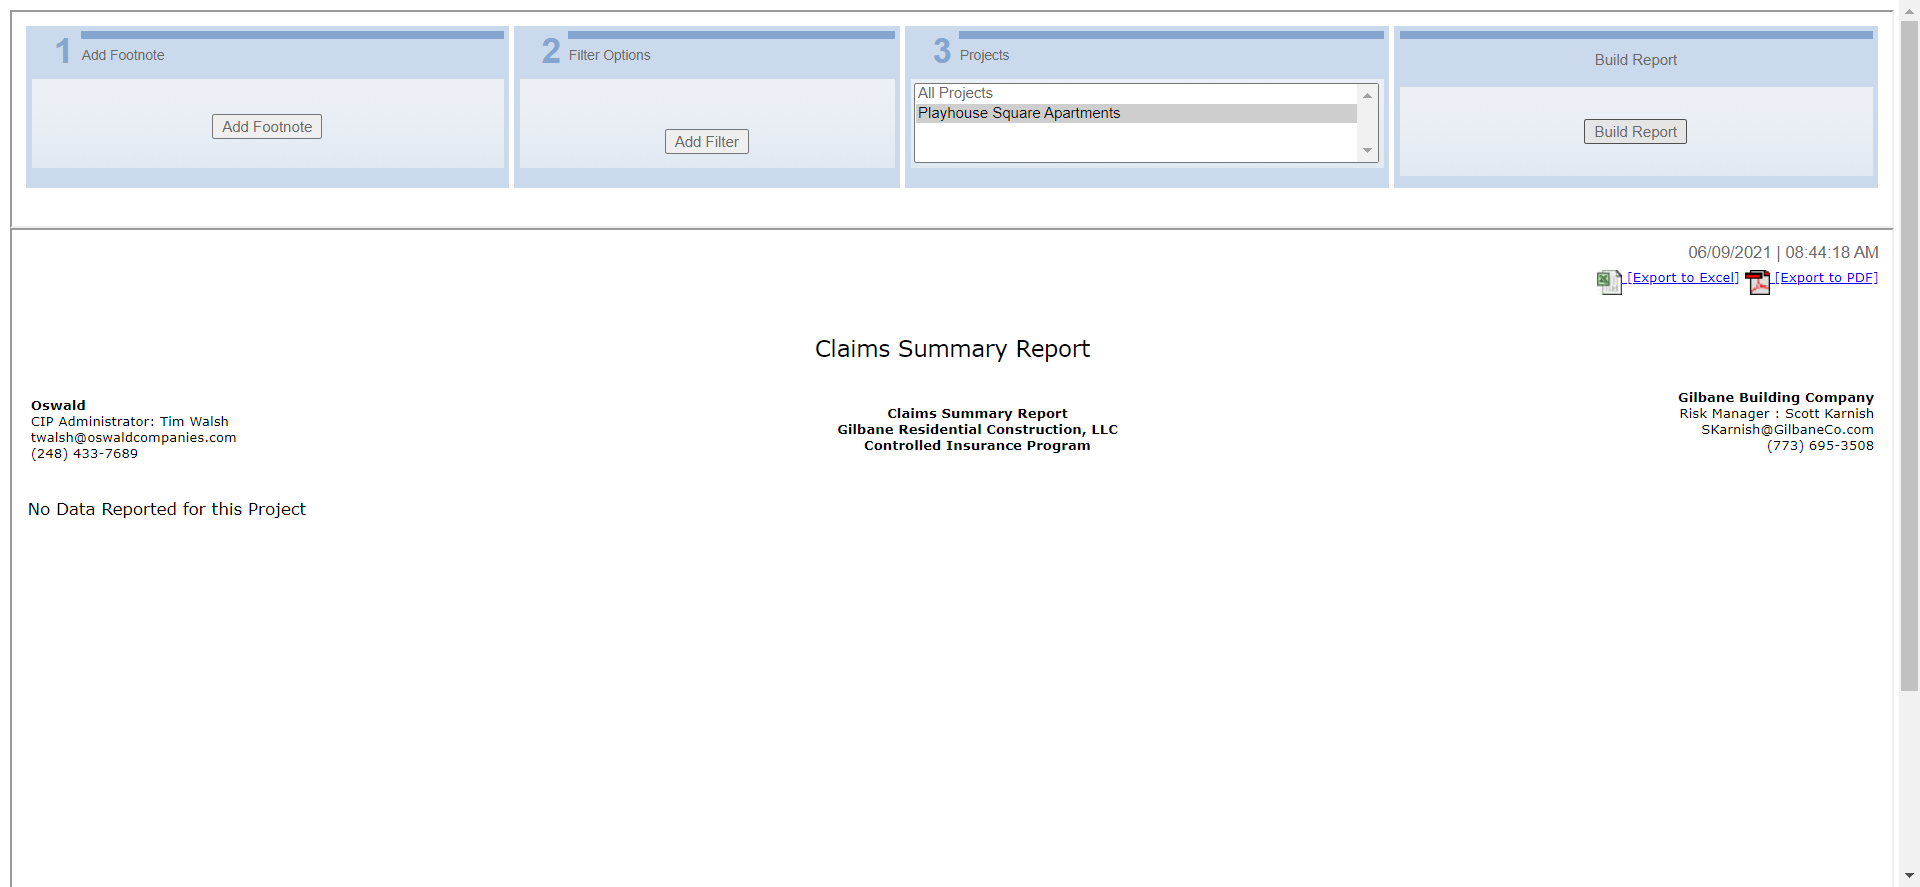 1 Add Footnote
Add Footnote
2 Filter Options
Add Filter
3 Projects
All Projects
Playhouse Square Apartments
Build Report
Build Report
06/09/2021 | 08:44:18 AM
[Export to Excel] [Export to PDF]
Claims Summary Report
Oswald
CIP Administrator: Tim Walsh
twalsh@oswaldcompanies.com
(248) 433-7689
Claims Summary Report
Gilbane Residential Construction, LLC
Controlled Insurance Program
Gilbane Building Company
Risk Manager : Scott Karnish
SKarnish@GilbaneCo.com
(773) 695-3508
No Data Reported for this Project